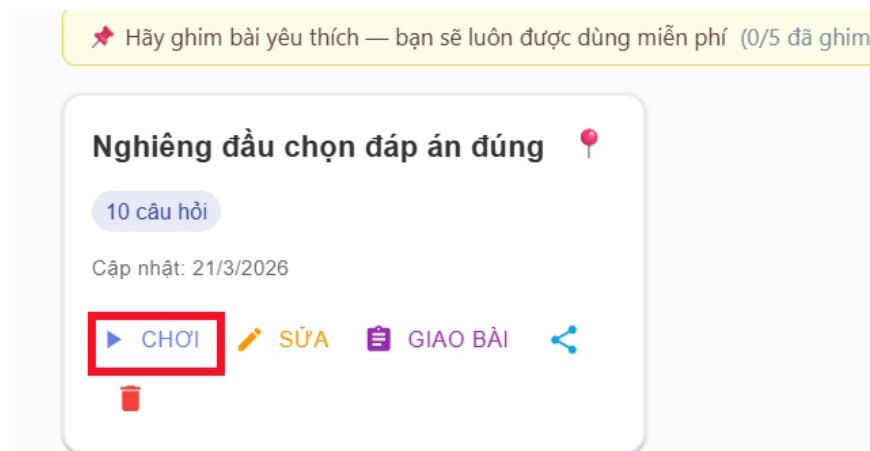 Hãy ghim bài yêu thích — bạn sẽ luôn được dùng miễn phí (0/5 đã ghim
Nghiêng đầu chọn đáp án đúng
10 câu hỏi
Cập nhật: 21/3/2026
CHƠI SỬA GIAO BÀI